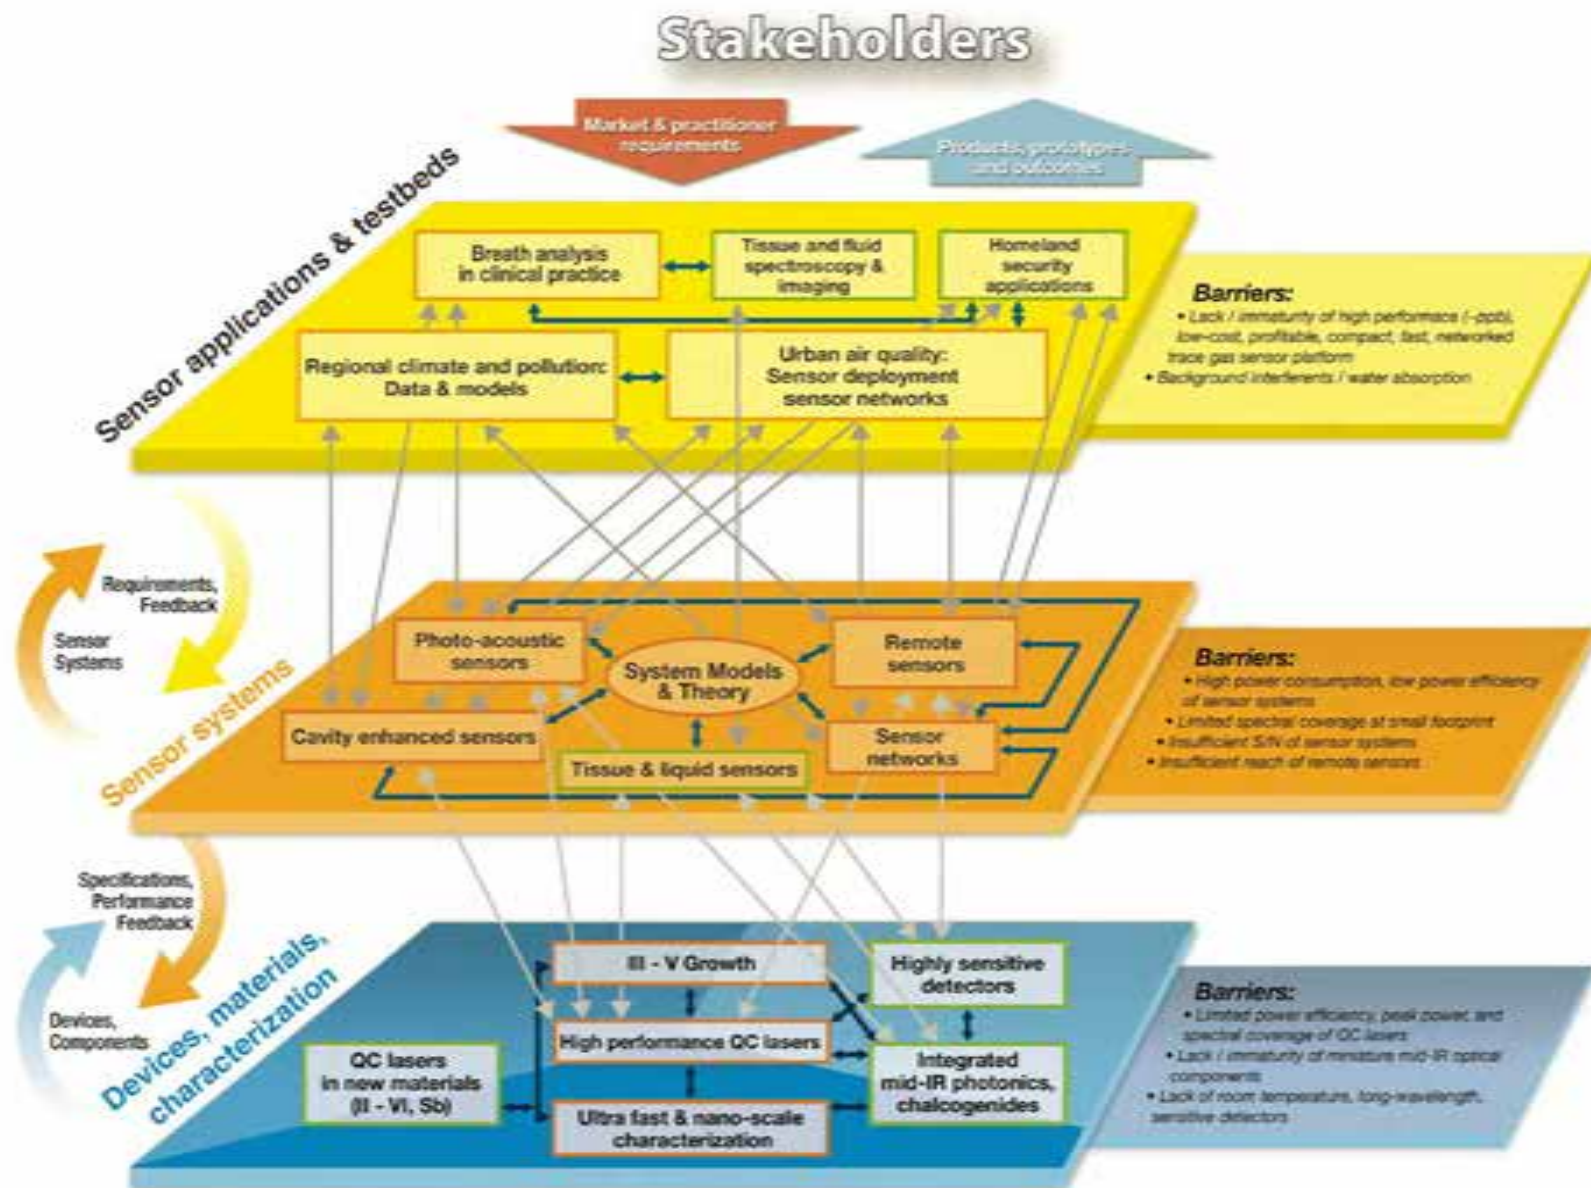 Stakeholders
Market & practitioner
requirements
Products, prototypes
and outcomes
Sensor applications & testbeds
Breath analysis
in clinical practice
Tissue and fluid
spectroscopy &
imaging
Homeland
security
applications
Regional climate and pollution:
Data & models
Urban air quality:
Sensor deployment
sensor networks
Barriers:
• Lack / immaturity of high performace (~ppb),
low-cost, profitable, compact, fast, networked
trace gas sensor platform
• Background interferents / water absorption
Requirements,
Feedback
Sensor
Systems
Sensor systems
Photo-acoustic
sensors
System Models
& Theory
Remote
sensors
Cavity enhanced sensors
Tissue & liquid sensors
Sensor
networks
Barriers:
• High power consumption, low power efficiency
of sensor systems
• Limited spectral coverage at small footprint
• Insufficient S/N of sensor systems
• Insufficient reach of remote sensors
Specifications,
Performance
Feedback
Devices,
Components
Devices, materials,
characterization
III - V Growth
Highly sensitive
detectors
High performance QC lasers
QC lasers
in new materials
(II - VI, Sb)
Integrated
mid-IR photonics,
chalcogenides
Ultra fast & nano-scale
characterization
Barriers:
• Limited power efficiency, peak power, and
spectral coverage of QC lasers
• Lack / immaturity of miniature mid-IR optical
components
• Lack of room temperature, long-wavelength,
sensitive detectors